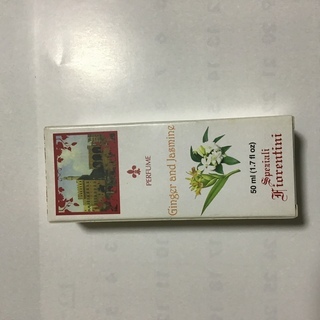 PERFUME
Ginger and Jasmine
50 ml (1.7 fl oz)
Speziali
Fiorentini